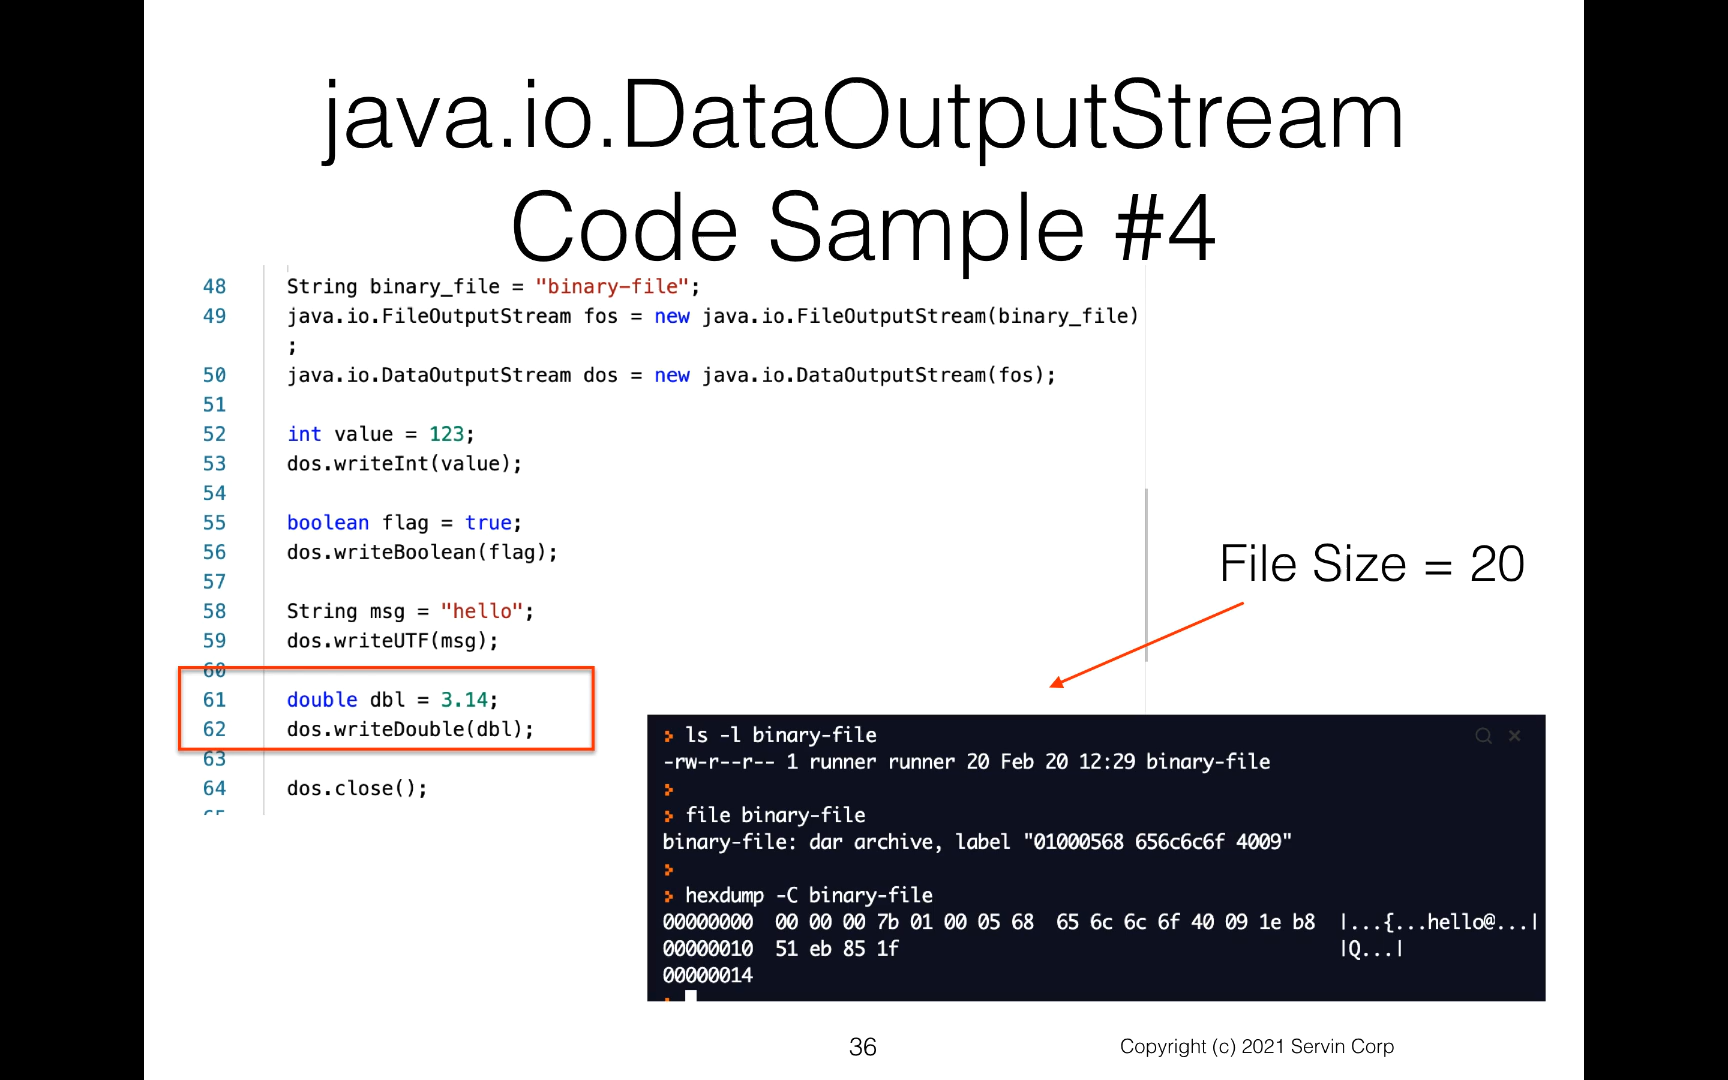 java.io.DataOutputStream
Code Sample #4
48 String binary_file = "binary-file";
49 java.io.FileOutputStream fos = new java.io.FileOutputStream(binary_file)
;
50 java.io.DataOutputStream dos = new java.io.DataOutputStream(fos);
51
52 int value = 123;
53 dos.writeInt(value);
54
55 boolean flag = true;
56 dos.writeBoolean(flag);
57
58 String msg = "hello";
59 dos.writeUTF(msg);
60
61 double dbl = 3.14;
62 dos.writeDouble(dbl);
63
64 dos.close();
File Size = 20
> ls -l binary-file
-rw-r--r-- 1 runner runner 20 Feb 20 12:29 binary-file
>
> file binary-file
binary-file: dar archive, label "01000568 656c6c6f 4009"
>
> hexdump -C binary-file
00000000  00 00 00 7b 01 00 05 68  65 6c 6c 6f 40 09 1e b8  |...{...hello@...|
00000010  51 eb 85 1f  |Q...|
00000014
36
Copyright (c) 2021 Servin Corp